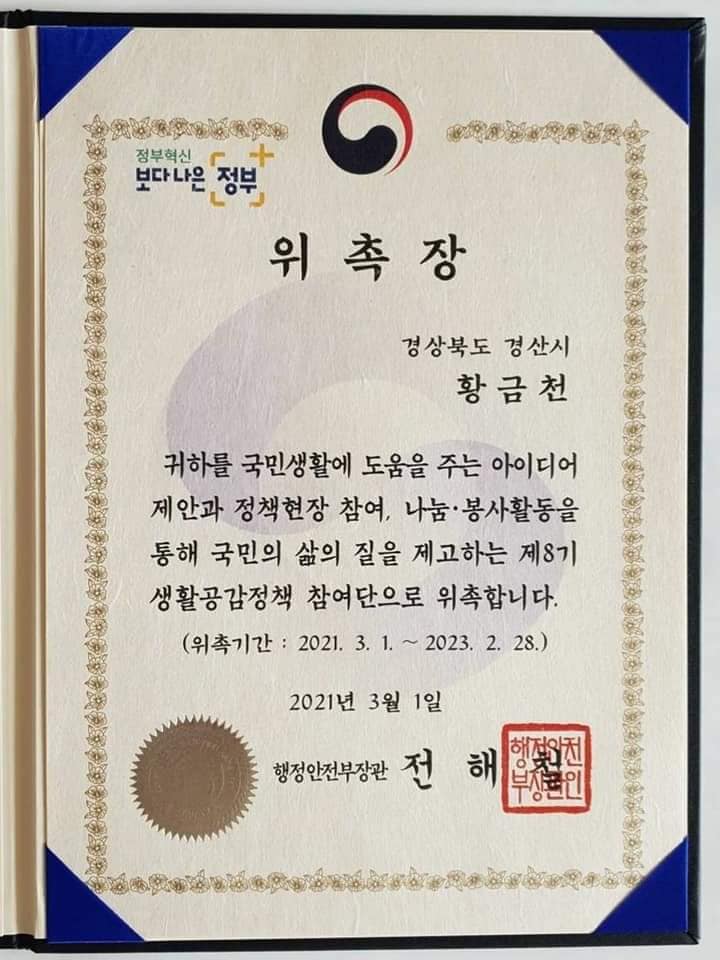 정부혁신
보다나은 정부
위촉장
경상북도 경산시
황금천
귀하를 국민생활에 도움을 주는 아이디어
제안과 정책현장 참여, 나눔·봉사활동을
통해 국민의 삶의 질을 제고하는 제8기
생활공감정책 참여단으로 위촉합니다.
(위촉기간 : 2021. 3. 1. ~ 2023. 2. 28.)
2021년 3월 1일
행정안전부장관 전해철
행정안전
부장관인